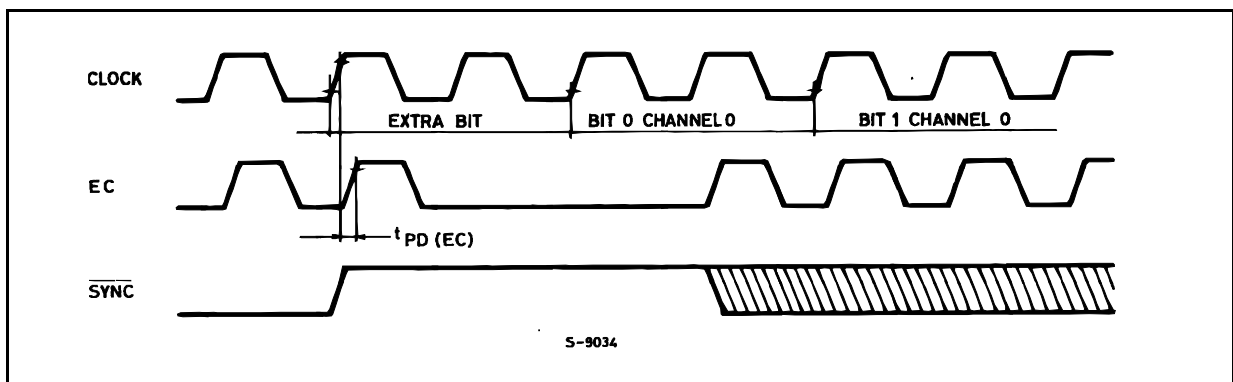 CLOCK
EXTRA BIT
BIT 0 CHANNEL 0
BIT 1 CHANNEL 0
EC
t PD (EC)
SYNC
S-9034